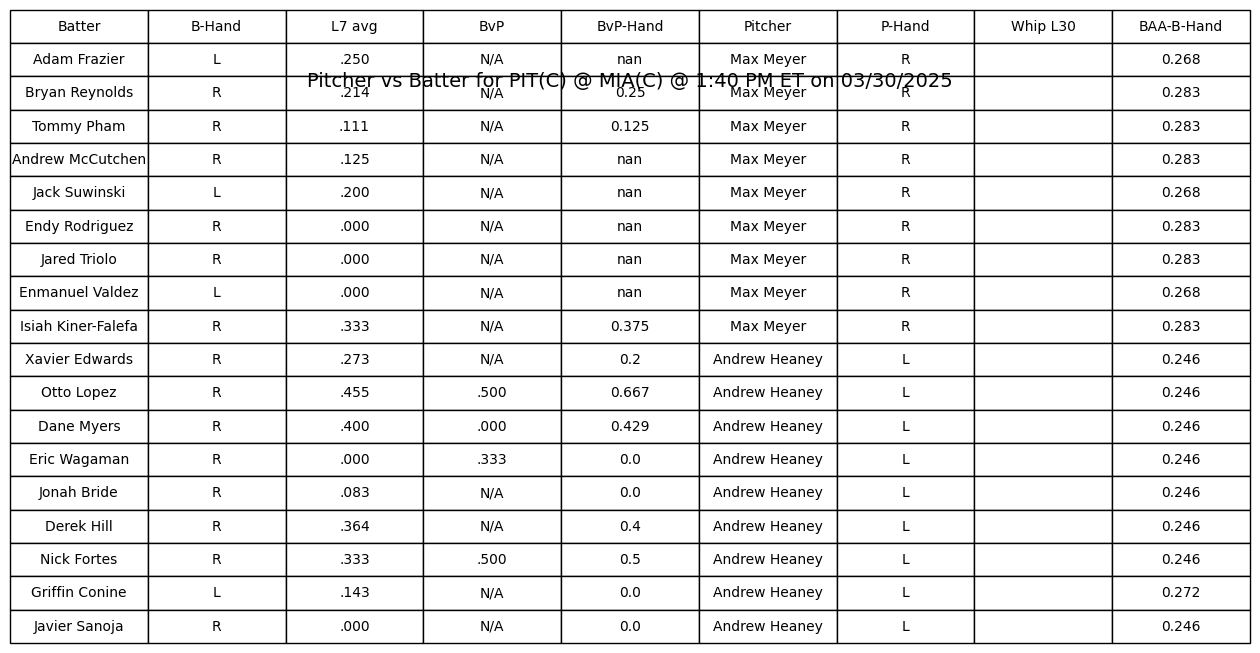 Batter B-Hand L7 avg BvP BvP-Hand Pitcher P-Hand Whip L30 BAA-B-Hand
Adam Frazier L .250 N/A nan Max Meyer R 0.268
Pitcher vs Batter for PIT(C) @ MIA(C) @ 1:40 PM ET on 03/30/2025
Bryan Reynolds R .214 N/A 0.25 Max Meyer R 0.283
Tommy Pham R .111 N/A 0.125 Max Meyer R 0.283
Andrew McCutchen R .125 N/A nan Max Meyer R 0.283
Jack Suwinski L .200 N/A nan Max Meyer R 0.268
Endy Rodriguez R .000 N/A nan Max Meyer R 0.283
Jared Triolo R .000 N/A nan Max Meyer R 0.283
Enmanuel Valdez L .000 N/A nan Max Meyer R 0.268
Isiah Kiner-Falefa R .333 N/A 0.375 Max Meyer R 0.283
Xavier Edwards R .273 N/A 0.2 Andrew Heaney L 0.246
Otto Lopez R .455 .500 0.667 Andrew Heaney L 0.246
Dane Myers R .400 .000 0.429 Andrew Heaney L 0.246
Eric Wagaman R .000 .333 0.0 Andrew Heaney L 0.246
Jonah Bride R .083 N/A 0.0 Andrew Heaney L 0.246
Derek Hill R .364 N/A 0.4 Andrew Heaney L 0.246
Nick Fortes R .333 .500 0.5 Andrew Heaney L 0.246
Griffin Conine L .143 N/A 0.0 Andrew Heaney L 0.272
Javier Sanoja R .000 N/A 0.0 Andrew Heaney L 0.246